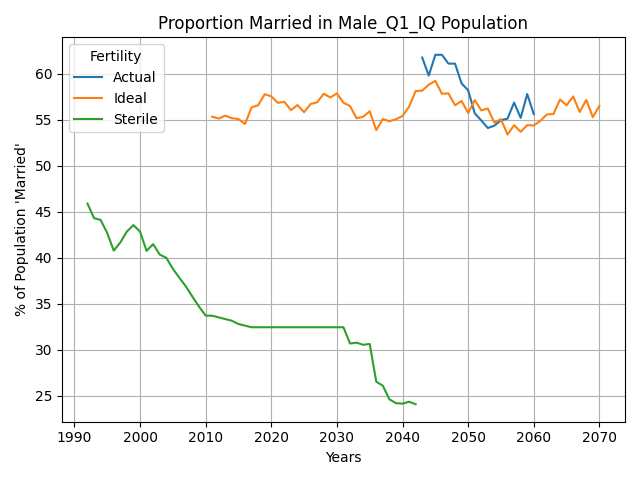 Proportion Married in Male_Q1_IQ Population
Fertility
Actual
Ideal
Sterile
% of Population 'Married'
60
55
50
45
40
35
30
25
1990 2000 2010 2020 2030 2040 2050 2060 2070
Years